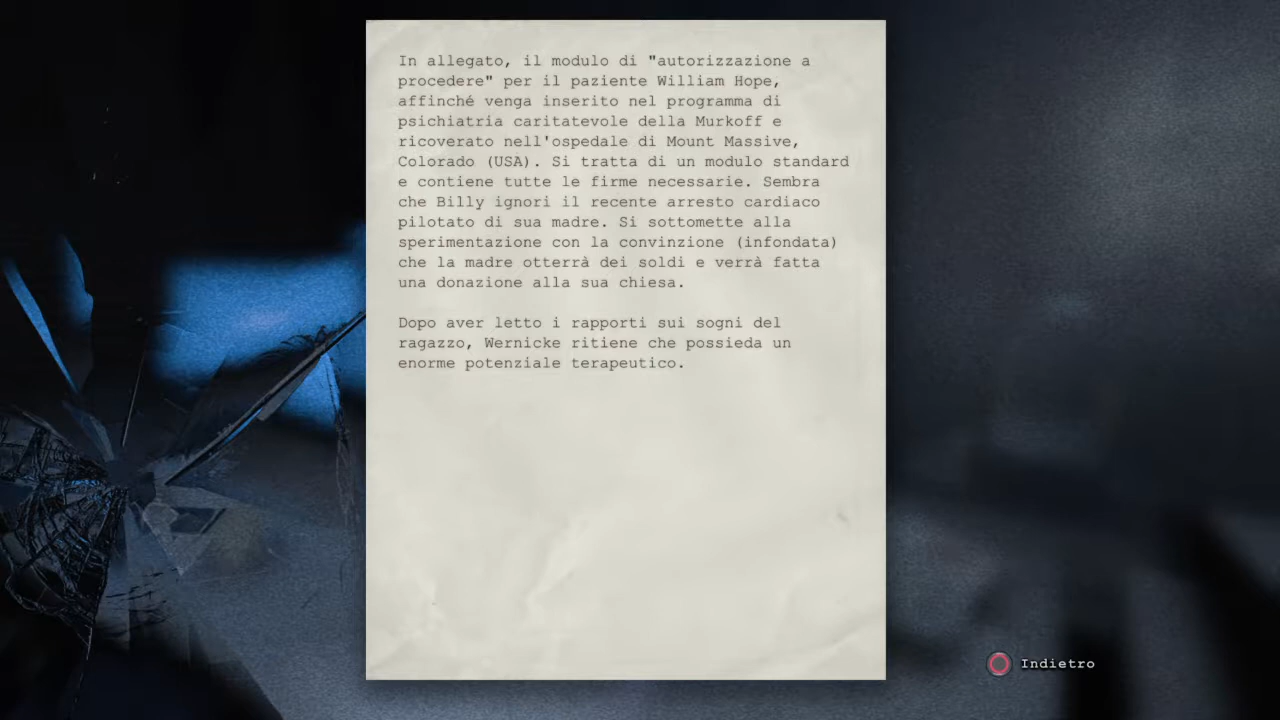 In allegato, il modulo di "autorizzazione a
procedere" per il paziente William Hope,
affinché venga inserito nel programma di
psichiatria caritatevole della Murkoff e
ricoverato nell'ospedale di Mount Massive,
Colorado (USA). Si tratta di un modulo standard
e contiene tutte le firme necessarie. Sembra
che Billy ignori il recente arresto cardiaco
pilotato di sua madre. Si sottomette alla
sperimentazione con la convinzione (infondata)
che la madre otterrà dei soldi e verrà fatta
una donazione alla sua chiesa.
Dopo aver letto i rapporti sui sogni del
ragazzo, Wernicke ritiene che possieda un
enorme potenziale terapeutico.
Indietro